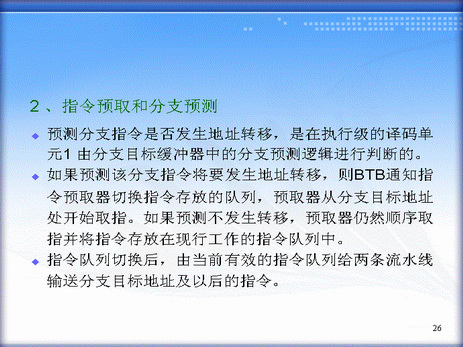 2 、指令预取和分支预测
预测分支指令是否发生地址转移，是在执行级的译码单
元1 由分支目标缓冲器中的分支预测逻辑进行判断的。
如果预测该分支指令将要发生地址转移，则BTB通知指
令预取器切换指令存放的队列，预取器从分支目标地址
处开始取指。如果预测不发生转移，预取器仍然顺序取
指并将指令存放在现行工作的指令队列中。
指令队列切换后，由当前有效的指令队列给两条流水线
输送分支目标地址及以后的指令。
26